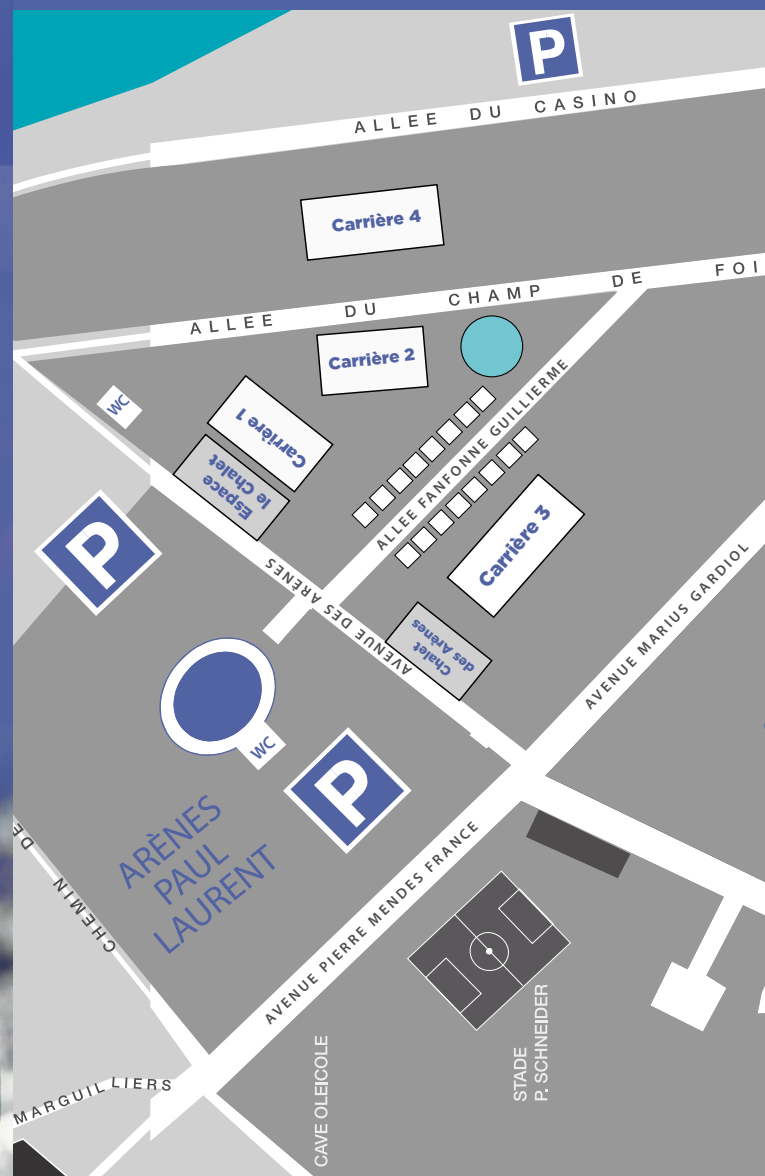 P
ALLEE DU CASINO
Carrière 4
ALLEE DU CHAMP DE FOI
Carrière 2
WC
Carrière 1
Espace
le Chalet
ALLEE FANFONNE GUILLIERME
Carrière 3
P
AVENUE DES ARÈNES
Chalet
des Arènes
AVENUE MARIUS GARDIOL
WC
P
ARÈNES
PAUL
LAURENT
CHEMIN DE
AVENUE PIERRE MENDES FRANCE
STADE
P. SCHNEIDER
CAVE OLEICOLE
MARGUILLIERS